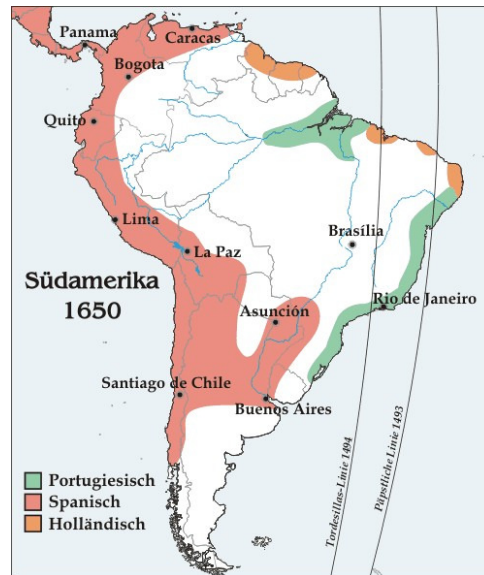 Panama
Caracas
Bogota
Quito
Lima
La Paz
Brasília
Südamerika
1650
Asunción
Rio de Janeiro
Santiago de Chile
Buenos Aires
Portugiesisch
Spanisch
Holländisch
Tordesillas-Linie 1494
Päpstliche Linie 1493